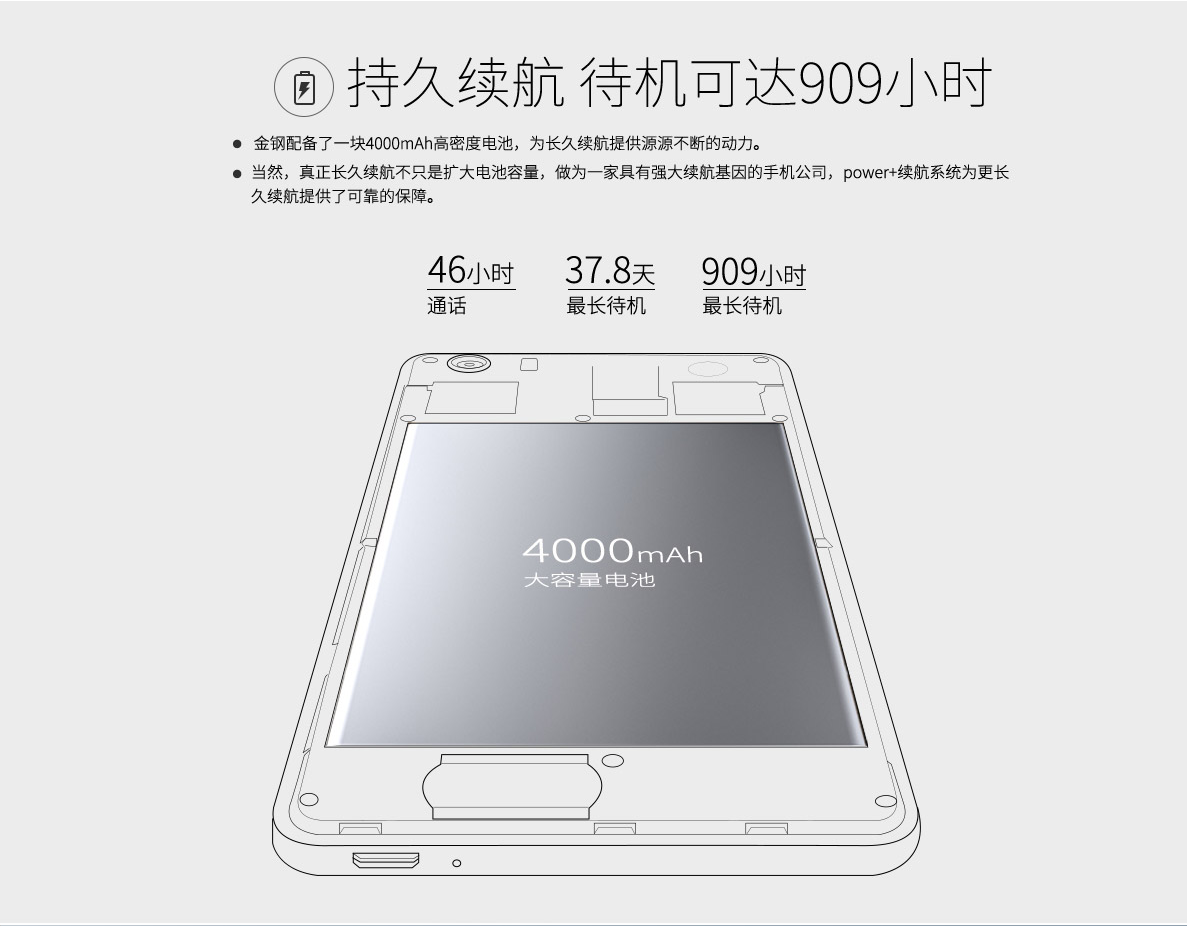 持久续航 待机可达909小时
金钢配备了一块4000mAh高密度电池，为长久续航提供源源不断的动力。
当然，真正长久续航不只是扩大电池容量，做为一家具有强大续航基因的手机公司，power+续航系统为更长
久续航提供了可靠的保障。
46小时 37.8天 909小时
通话 最长待机 最长待机
4000mAh
大容量电池